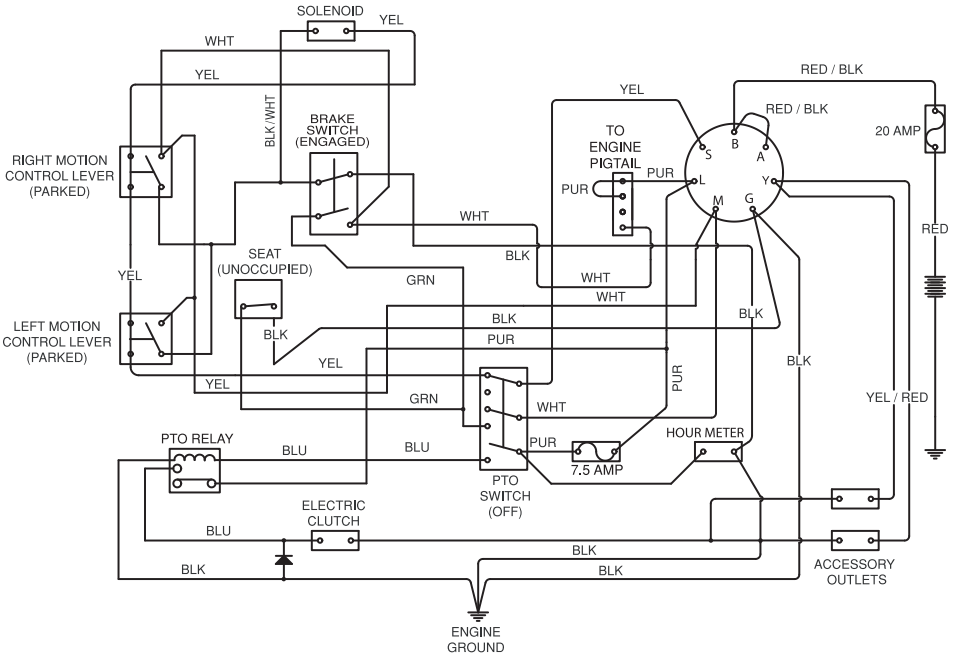 SOLENOID
YEL
WHT
YEL
RED / BLK
YEL
RED / BLK
BLK / WHT
BRAKE
SWITCH
(ENGAGED)
TO
ENGINE
PIGTAIL
20 AMP
B
S
A
RIGHT MOTION
CONTROL LEVER
(PARKED)
PUR
PUR
L
Y
M
G
WHT
RED
BLK
SEAT
(UNOCCUPIED)
YEL
GRN
WHT
WHT
BLK
BLK
BLK
LEFT MOTION
CONTROL LEVER
(PARKED)
PUR
BLK
YEL
PUR
YEL
GRN
WHT
YEL / RED
PTO RELAY
BLU
BLU
PUR
HOUR METER
7.5 AMP
PTO
SWITCH
(OFF)
ELECTRIC
CLUTCH
BLU
BLK
BLK
BLK
ACCESSORY
OUTLETS
ENGINE
GROUND